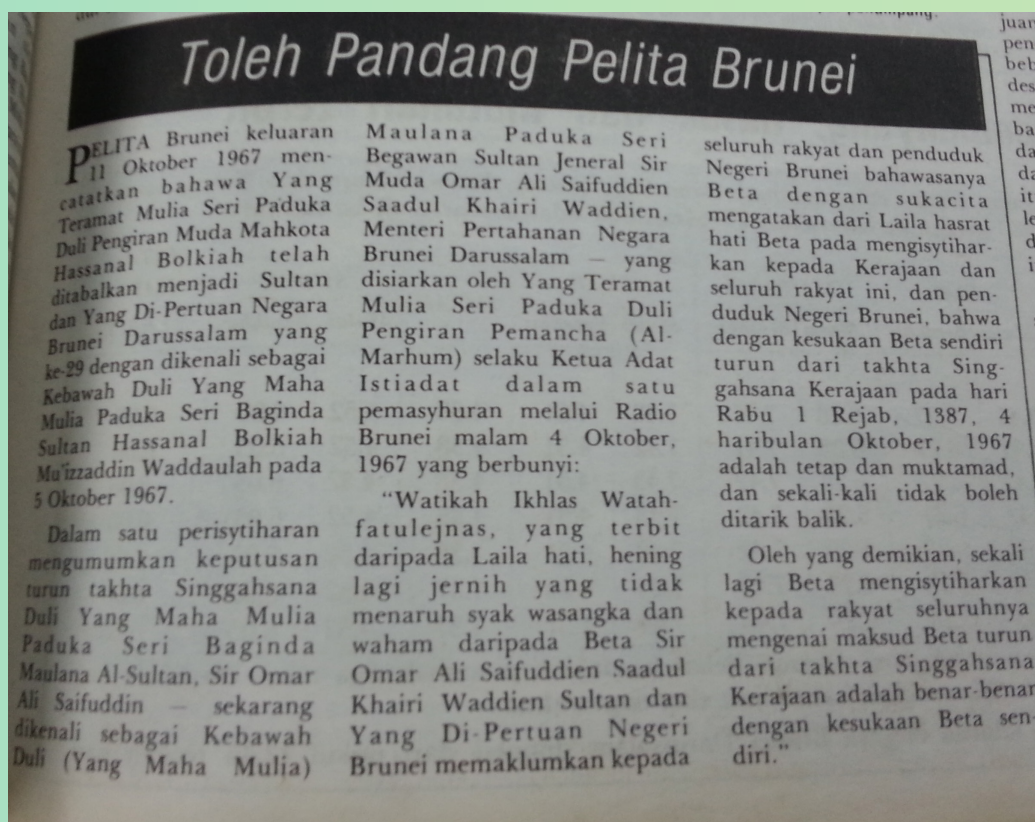 Toleh Pandang Pelita Brunei
PELITA Brunei keluaran
11 Oktober 1967 men-
catatkan bahawa Yang
Teramat Mulia Seri Paduka
Duli Pengiran Muda Mahkota
Hassanal Bolkiah telah
ditabalkan menjadi Sultan
dan Yang Di-Pertuan Negara
Brunei Darussalam yang
ke-29 dengan dikenali sebagai
Kebawah Duli Yang Maha
Mulia Paduka Seri Baginda
Sultan Hassanal Bolkiah
Mu'izzaddin Waddaulah pada
5 Oktober 1967.
Dalam satu perisytiharan
mengumumkan keputusan
turun takhta Singgahsana
Duli Yang Maha Mulia
Paduka Seri Baginda
Maulana Al-Sultan, Sir Omar
Ali Saifuddin — sekarang
dikenali sebagai Kebawah
Duli (Yang Maha Mulia)
Maulana Paduka Seri
Begawan Sultan Jeneral Sir
Muda Omar Ali Saifuddien
Saadul Khairi Waddien,
Menteri Pertahanan Negara
Brunei Darussalam — yang
disiarkan oleh Yang Teramat
Mulia Seri Paduka Duli
Pengiran Pemancha (Al-
Marhum) selaku Ketua Adat
Istiadat dalam satu
pemasyhuran melalui Radio
Brunei malam 4 Oktober,
1967 yang berbunyi:
“Watikah Ikhlas Watah-
fatulejnas, yang terbit
daripada Laila hati, hening
lagi jernih yang tidak
menaruh syak wasangka dan
waham daripada Beta Sir
Omar Ali Saifuddien Saadul
Khairi Waddien Sultan dan
Yang Di-Pertuan Negeri
Brunei memaklumkan kepada
seluruh rakyat dan penduduk
Negeri Brunei bahawasanya
Beta dengan sukacita
mengatakan dari Laila hasrat
hati Beta pada mengisytihar-
kan kepada Kerajaan dan
seluruh rakyat ini, dan pen-
duduk Negeri Brunei, bahwa
dengan kesukaan Beta sendiri
turun dari takhta Sing-
gahsana Kerajaan pada hari
Rabu 1 Rejab, 1387, 4
haribulan Oktober, 1967
adalah tetap dan muktamad,
dan sekali-kali tidak boleh
ditarik balik.
Oleh yang demikian, sekali
lagi Beta mengisytiharkan
kepada rakyat seluruhnya
mengenai maksud Beta turun
dari takhta Singgahsana
Kerajaan adalah benar-benar
dengan kesukaan Beta sen-
diri.”